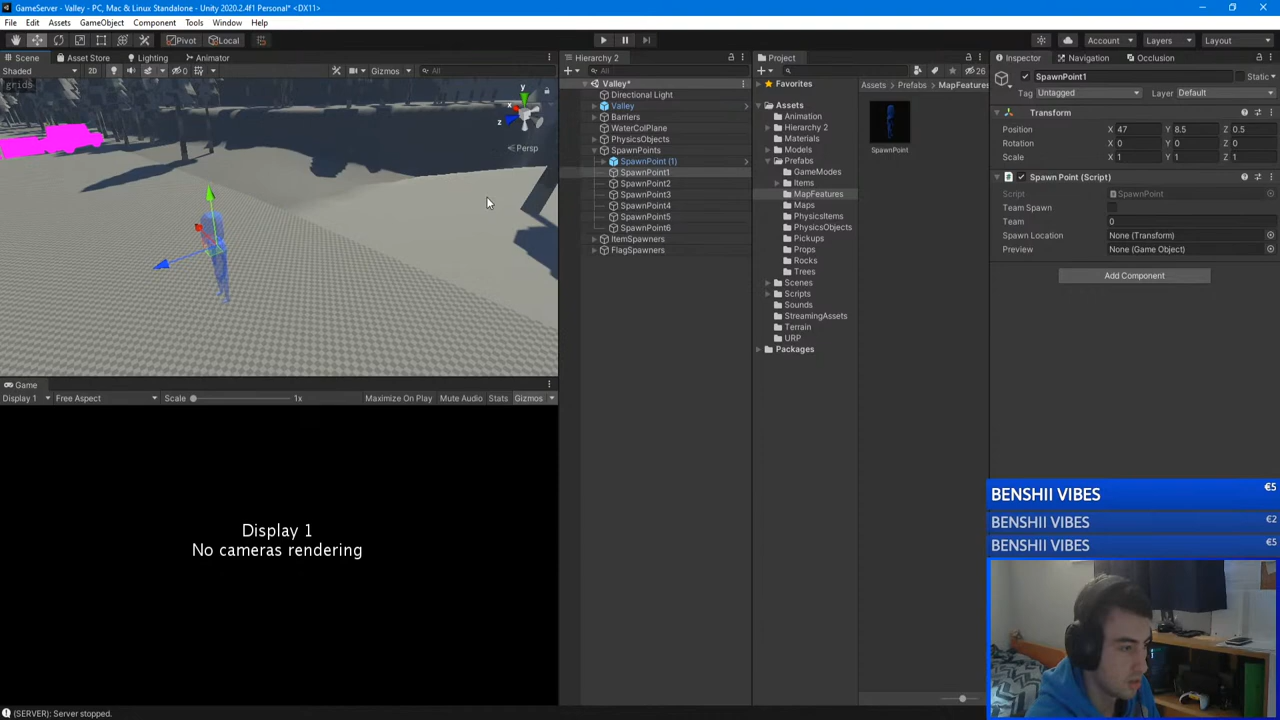 GameServer - Valley - PC, Mac & Linux Standalone - Unity 2020.2.4f1 Personal* <DX11>
File Edit Assets GameObject Component Tools Window Help
Pivot Local Account Layers Layout
Scene Asset Store Lighting Animator
Shaded 2D 0 Gizmos All
grids
y
x
z
Persp
Game
Display 1 Free Aspect Scale 1x Maximize On Play Mute Audio Stats Gizmos
Display 1
No cameras rendering
Hierarchy 2
All
Valley*
Directional Light
Valley
Barriers
WaterColPlane
PhysicsObjects
SpawnPoints
SpawnPoint (1)
SpawnPoint1
SpawnPoint2
SpawnPoint3
SpawnPoint4
SpawnPoint5
SpawnPoint6
ItemSpawners
FlagSpawners
Project
26
Favorites
Assets
Animation
Hierarchy 2
Materials
Models
Prefabs
GameModes
Items
MapFeatures
Maps
PhysicsItems
PhysicsObjects
Pickups
Props
Rocks
Trees
Scenes
Scripts
Sounds
StreamingAssets
Terrain
URP
Packages
Assets Prefabs MapFeatures
SpawnPoint
Inspector Navigation Occlusion
SpawnPoint1 Static
Tag Untagged Layer Default
Transform
Position X 47 Y 8.5 Z 0.5
Rotation X 0 Y 0 Z 0
Scale X 1 Y 1 Z 1
Spawn Point (Script)
Script SpawnPoint
Team Spawn
Team 0
Spawn Location None (Transform)
Preview None (Game Object)
Add Component
BENSHII VIBES €5
BENSHII VIBES €2
BENSHII VIBES €5
(SERVER): Server stopped.